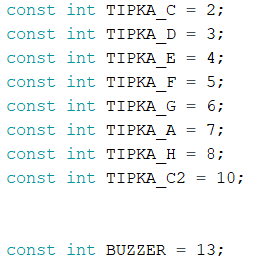 const int TIPKA_C = 2;
const int TIPKA_D = 3;
const int TIPKA_E = 4;
const int TIPKA_F = 5;
const int TIPKA_G = 6;
const int TIPKA_A = 7;
const int TIPKA_H = 8;
const int TIPKA_C2 = 10;
const int BUZZER = 13;